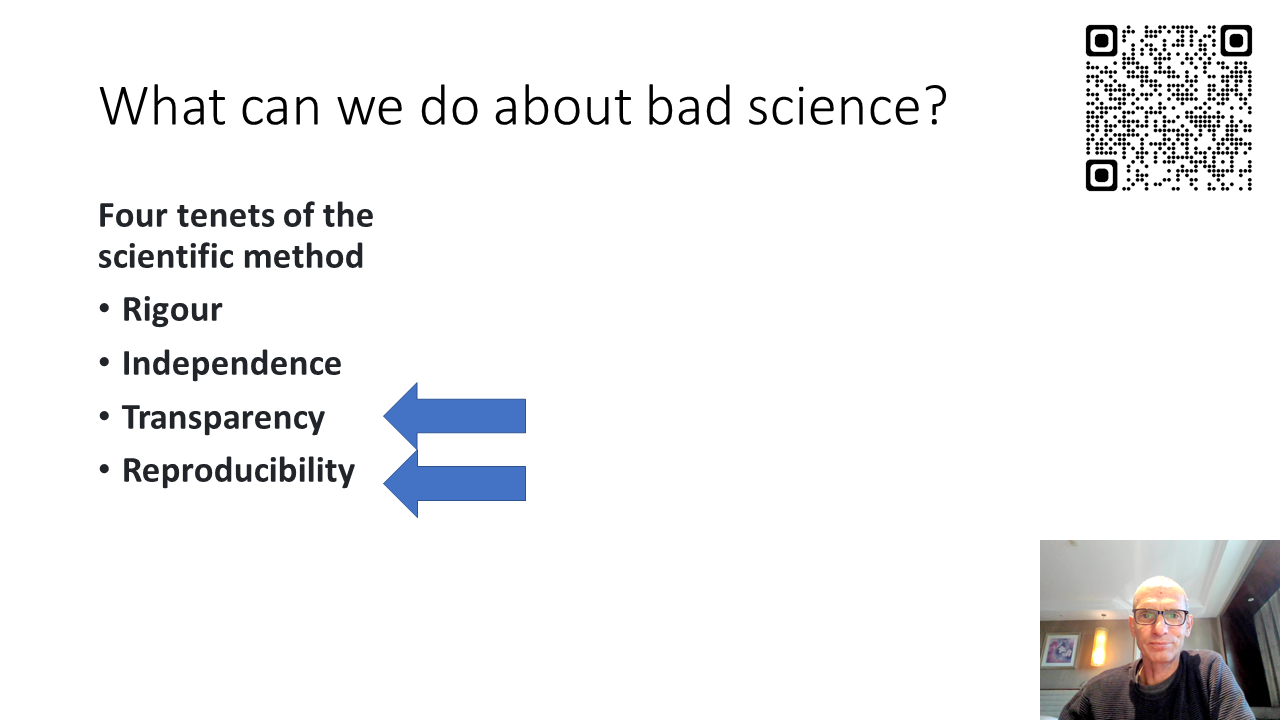 What can we do about bad science?
Four tenets of the
scientific method
• Rigour
• Independence
• Transparency
• Reproducibility